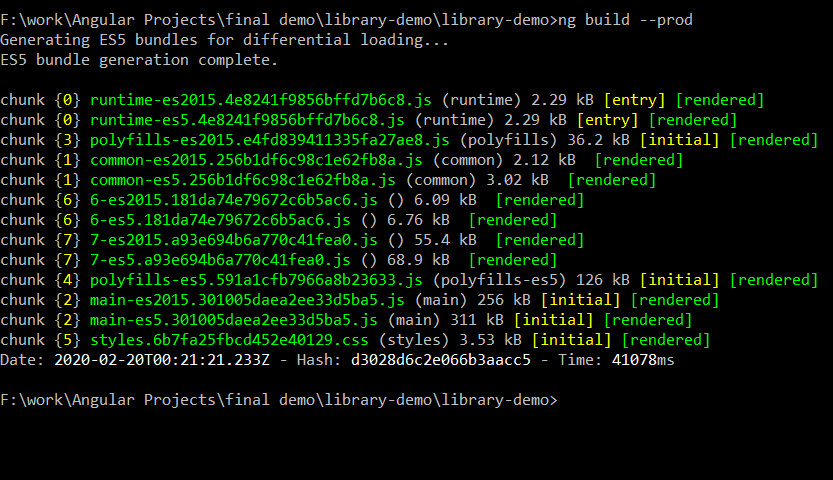 F:\work\Angular Projects\final demo\library-demo\library-demo>ng build --prod
Generating ES5 bundles for differential loading...
ES5 bundle generation complete.
chunk {0} runtime-es2015.4e8241f9856bffd7b6c8.js (runtime) 2.29 kB [entry] [rendered]
chunk {0} runtime-es5.4e8241f9856bffd7b6c8.js (runtime) 2.29 kB [entry] [rendered]
chunk {3} polyfills-es2015.e4fd839411335fa27ae8.js (polyfills) 36.2 kB [initial] [rendered]
chunk {1} common-es2015.256b1df6c98c1e62fb8a.js (common) 2.12 kB  [rendered]
chunk {1} common-es5.256b1df6c98c1e62fb8a.js (common) 3.02 kB  [rendered]
chunk {6} 6-es2015.181da74e79672c6b5ac6.js () 6.09 kB  [rendered]
chunk {6} 6-es5.181da74e79672c6b5ac6.js () 6.76 kB  [rendered]
chunk {7} 7-es2015.a93e694b6a770c41fea0.js () 55.4 kB  [rendered]
chunk {7} 7-es5.a93e694b6a770c41fea0.js () 68.9 kB  [rendered]
chunk {4} polyfills-es5.591a1cfb7966a8b23633.js (polyfills-es5) 126 kB [initial] [rendered]
chunk {2} main-es2015.301005daea2ee33d5ba5.js (main) 256 kB [initial] [rendered]
chunk {2} main-es5.301005daea2ee33d5ba5.js (main) 311 kB [initial] [rendered]
chunk {5} styles.6b7fa25fbcd452e40129.css (styles) 3.53 kB [initial] [rendered]
Date: 2020-02-20T00:21:21.233Z - Hash: d3028d6c2e066b3aacc5 - Time: 41078ms
F:\work\Angular Projects\final demo\library-demo\library-demo>